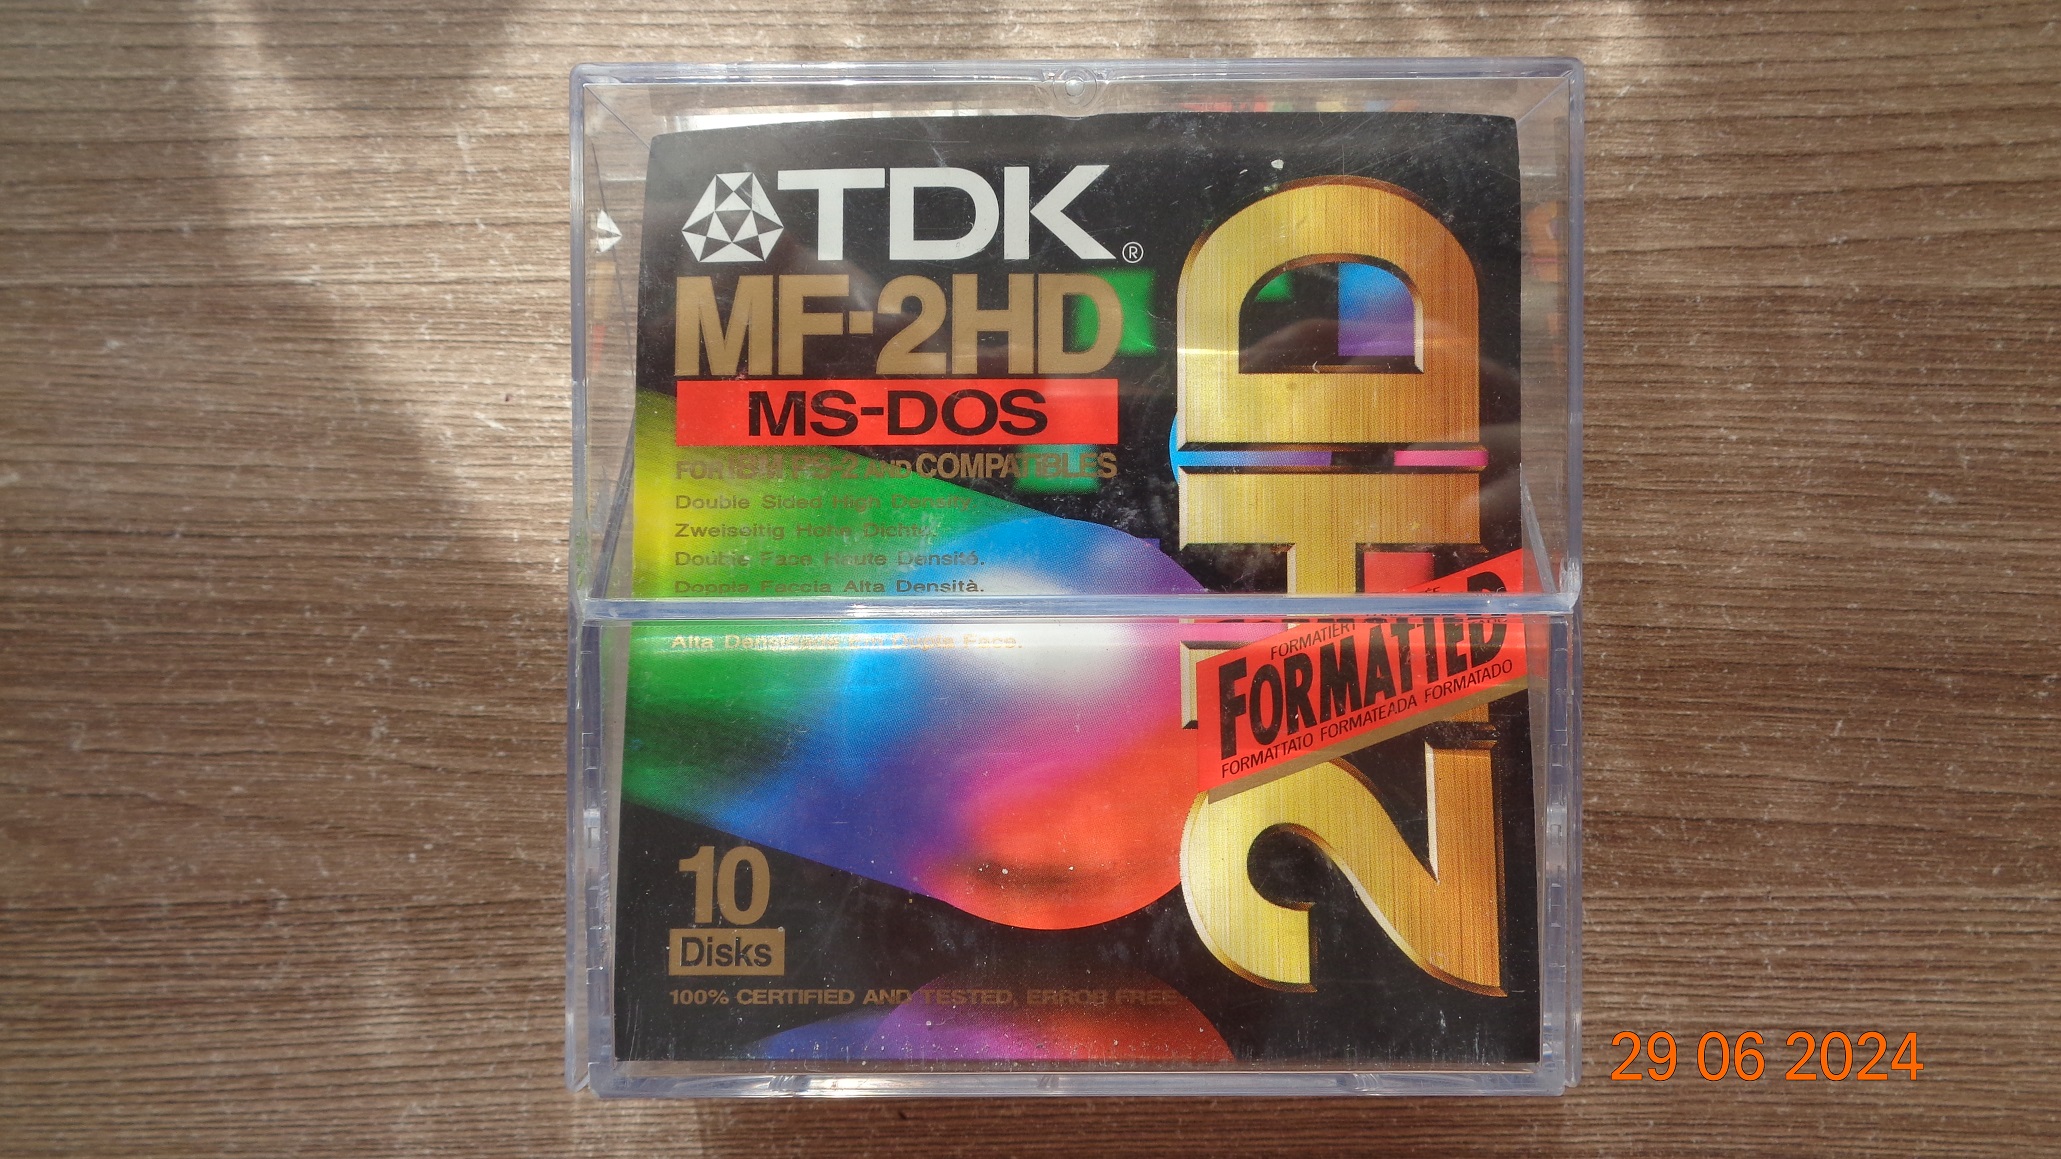 TDK®
MF-2HD
MS-DOS
FOR IBM PS-2 AND COMPATIBLES
Double Sided High Density.
Zweiseitig Hohe Dichte.
Double Face Haute Densité.
Doppia Faccia Alta Densità.
Alta Face.
2HD
FORMATIERT
FORMATTED
FORMATTATO FORMATEADA FORMATADO
10
Disks
100% CERTIFIED AND TESTED, ERROR FREE
29 06 2024